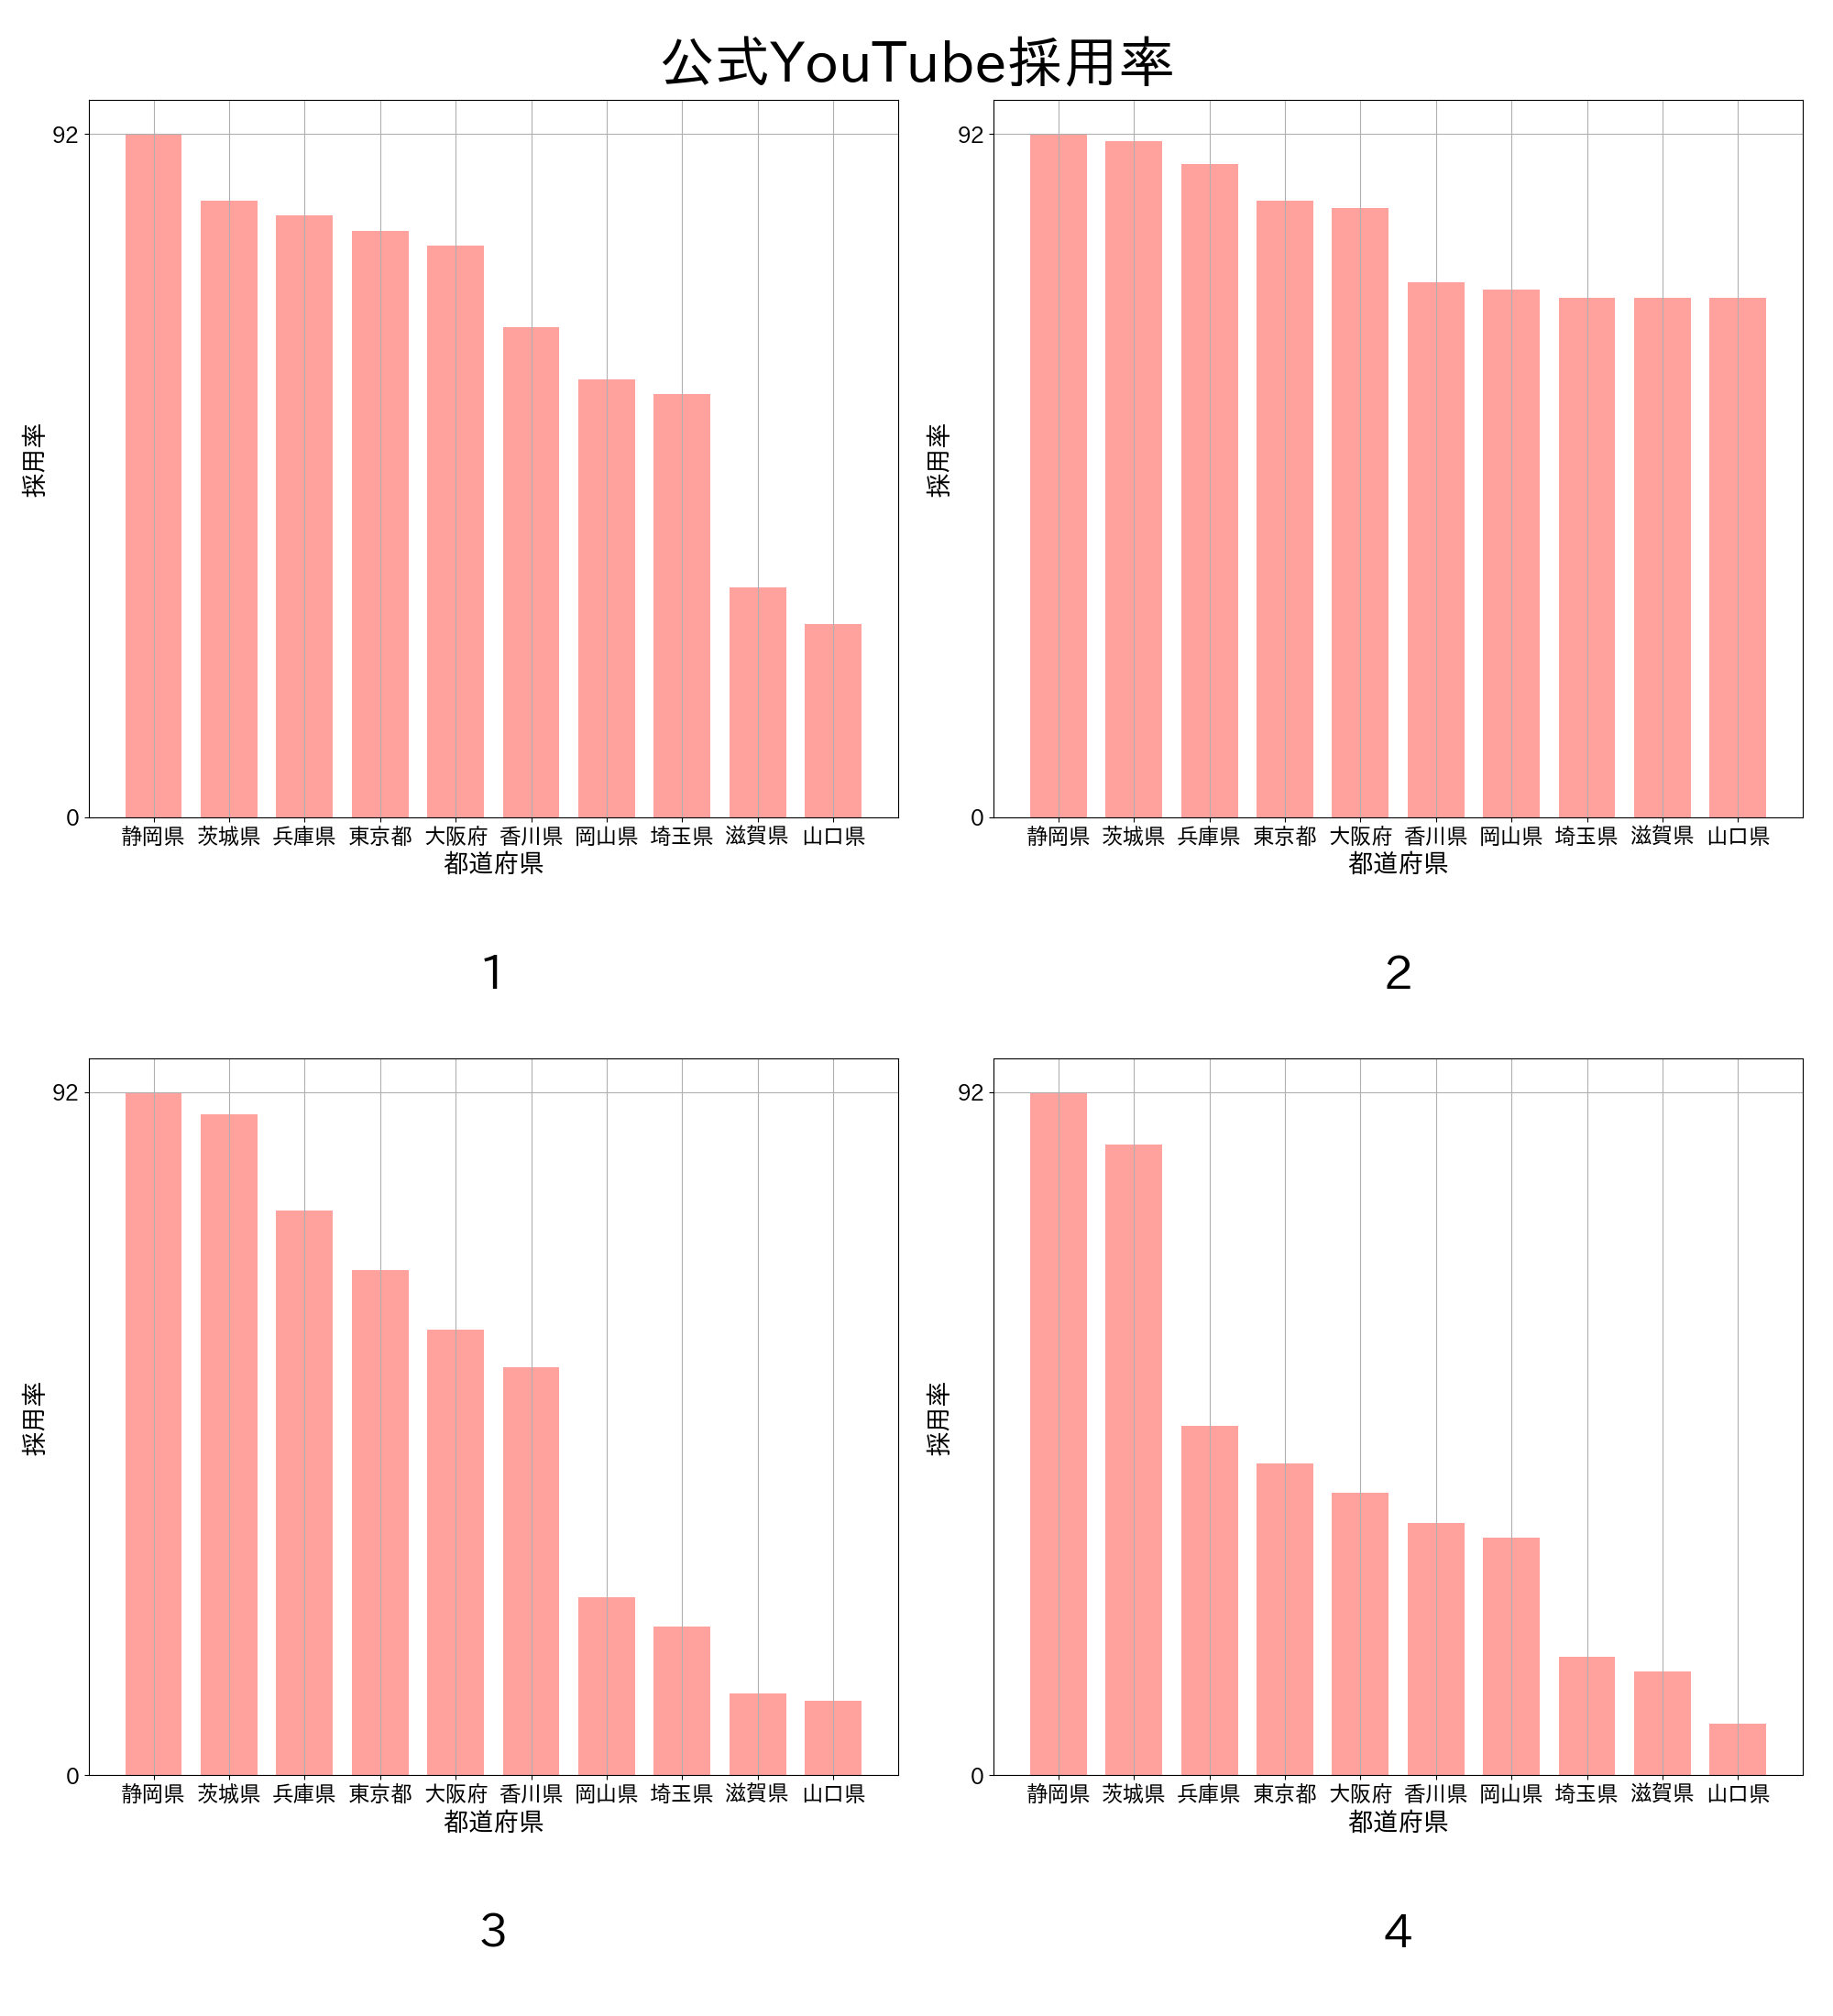 公式YouTube採用率
92
0
採用率
静岡県 茨城県 兵庫県 東京都 大阪府 香川県 岡山県 埼玉県 滋賀県 山口県
都道府県
1
92
0
採用率
静岡県 茨城県 兵庫県 東京都 大阪府 香川県 岡山県 埼玉県 滋賀県 山口県
都道府県
2
92
0
採用率
静岡県 茨城県 兵庫県 東京都 大阪府 香川県 岡山県 埼玉県 滋賀県 山口県
都道府県
3
92
0
採用率
静岡県 茨城県 兵庫県 東京都 大阪府 香川県 岡山県 埼玉県 滋賀県 山口県
都道府県
4